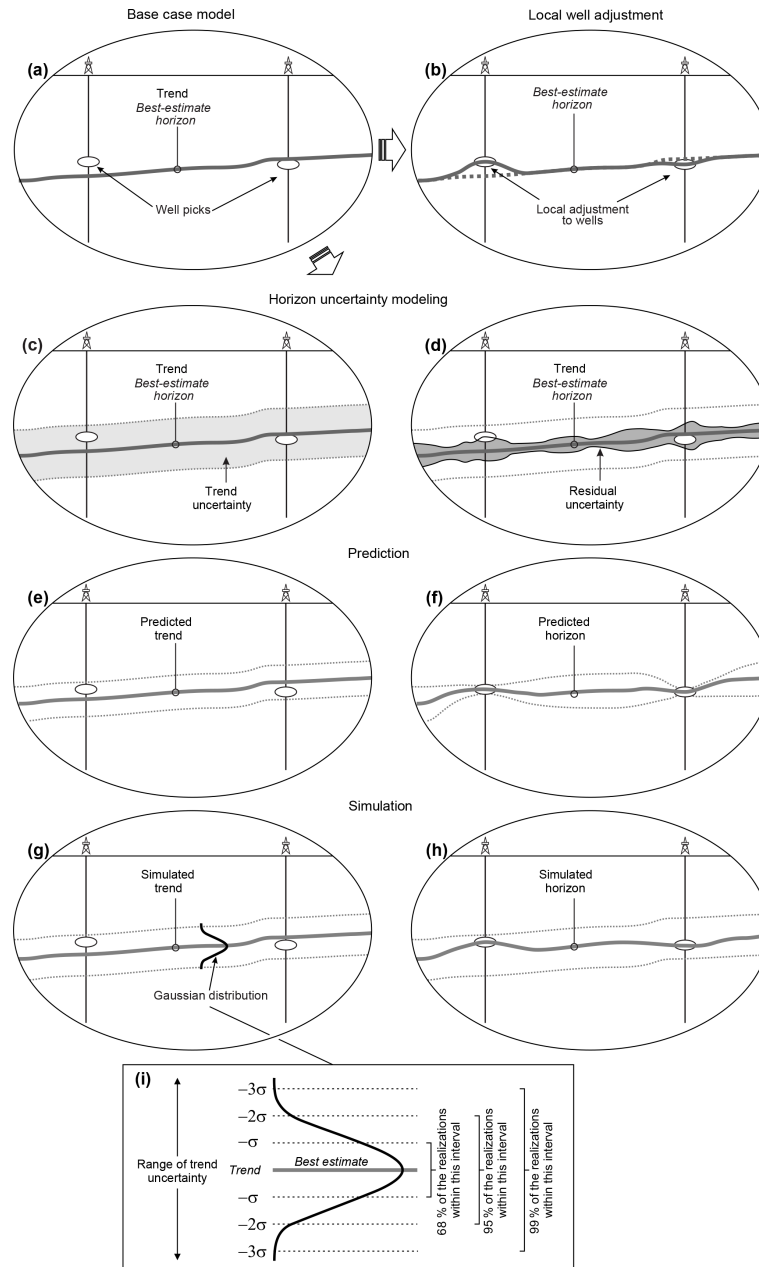 Base case model
Local well adjustment
(a)
Trend
Best-estimate
horizon
Well picks
(b)
Best-estimate
horizon
Local adjustment
to wells
Horizon uncertainty modeling
(c)
Trend
Best-estimate
horizon
Trend
uncertainty
(d)
Trend
Best-estimate
horizon
Residual
uncertainty
Prediction
(e)
Predicted
trend
(f)
Predicted
horizon
Simulation
(g)
Simulated
trend
Gaussian distribution
(h)
Simulated
horizon
(i)
Range of trend
uncertainty
−3σ
−2σ
−σ
Trend
Best estimate
−σ
−2σ
−3σ
68 % of the realizations
within this interval
95 % of the realizations
within this interval
99 % of the realizations
within this interval